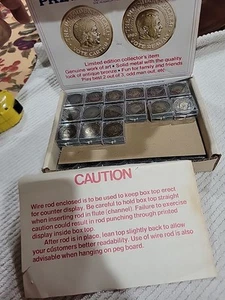 Limited edition collector's item
Genuine work of art • Solid metal with the quality
look of antique bronze • Fun for family and friends
Play best 2 out of 3, odd man out, etc.
CAUTION
Wire rod enclosed is to be used to keep box top erect
for counter display. Be careful to hold box top straight
when inserting rod in flute (channel). Failure to exercise
caution could result in rod punching through printed
display inside box top.
After rod is in place, lean top slightly back to allow
your customers better readability. Use of wire rod is also
advisable when hanging on peg board.